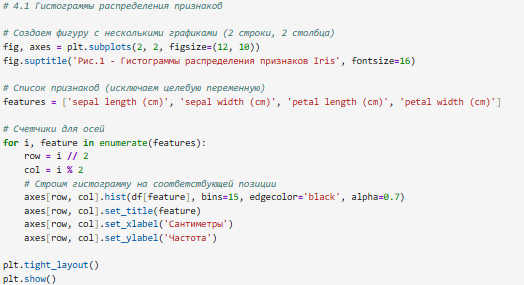 # 4.1 Гистограммы распределения признаков
# Создаем фигуру с несколькими графиками (2 строки, 2 столбца)
fig, axes = plt.subplots(2, 2, figsize=(12, 10))
fig.suptitle('Рис.1 - Гистограммы распределения признаков Iris', fontsize=16)
# Список признаков (исключаем целевую переменную)
features = ['sepal length (cm)', 'sepal width (cm)', 'petal length (cm)', 'petal width (cm)']
# Счетчики для осей
for i, feature in enumerate(features):
    row = i // 2
    col = i % 2
    # Строим гистограмму на соответствующей позиции
    axes[row, col].hist(df[feature], bins=15, edgecolor='black', alpha=0.7)
    axes[row, col].set_title(feature)
    axes[row, col].set_xlabel('Сантиметры')
    axes[row, col].set_ylabel('Частота')
plt.tight_layout()
plt.show()